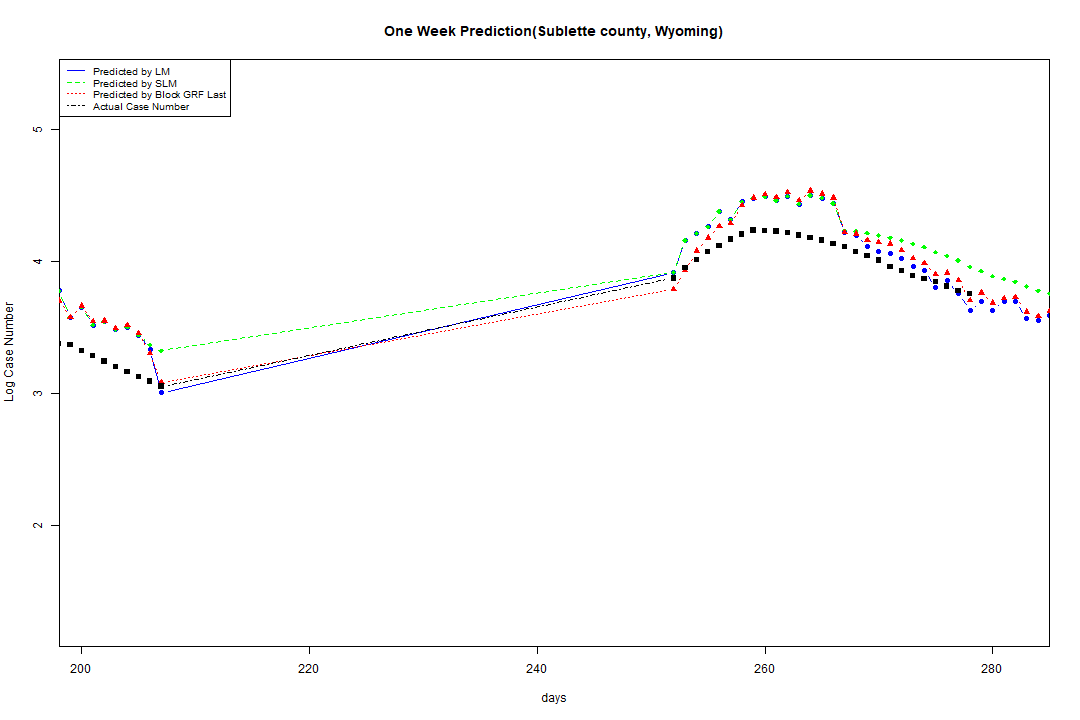 One Week Prediction(Sublette county, Wyoming)
Predicted by LM
Predicted by SLM
Predicted by Block GRF Last
Actual Case Number
5
4
3
2
Log Case Number
200 220 240 260 280
days